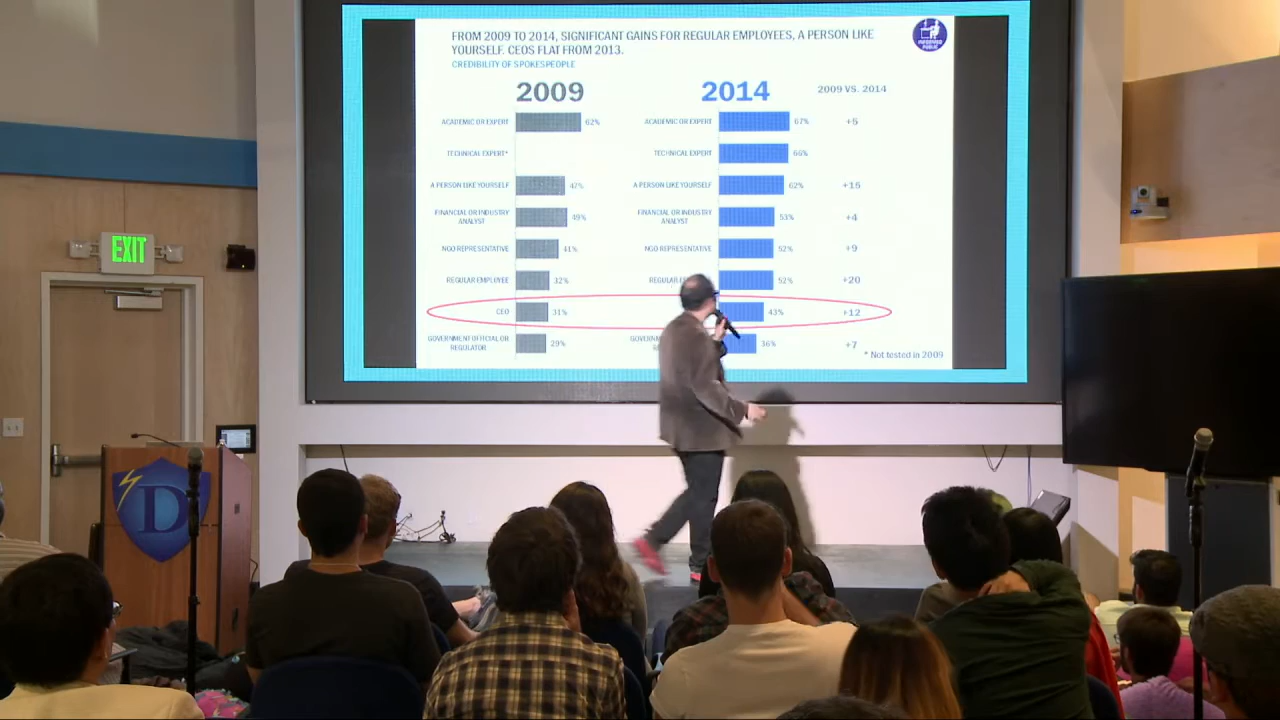 FROM 2009 TO 2014, SIGNIFICANT GAINS FOR REGULAR EMPLOYEES, A PERSON LIKE
YOURSELF. CEOS FLAT FROM 2013.
CREDIBILITY OF SPOKESPEOPLE
2009 2014 2009 VS. 2014
ACADEMIC OR EXPERT 62% ACADEMIC OR EXPERT 67% +5
TECHNICAL EXPERT* TECHNICAL EXPERT 66%
A PERSON LIKE YOURSELF 47% A PERSON LIKE YOURSELF 62% +15
FINANCIAL OR INDUSTRY
ANALYST 49% FINANCIAL OR INDUSTRY
ANALYST 53% +4
NGO REPRESENTATIVE 41% NGO REPRESENTATIVE 52% +9
REGULAR EMPLOYEE 32% REGULAR 52% +20
CEO 31% 43% +12
GOVERNMENT OFFICIAL OR
REGULATOR 29% 36% +7
* Not tested in 2009
EXIT
D